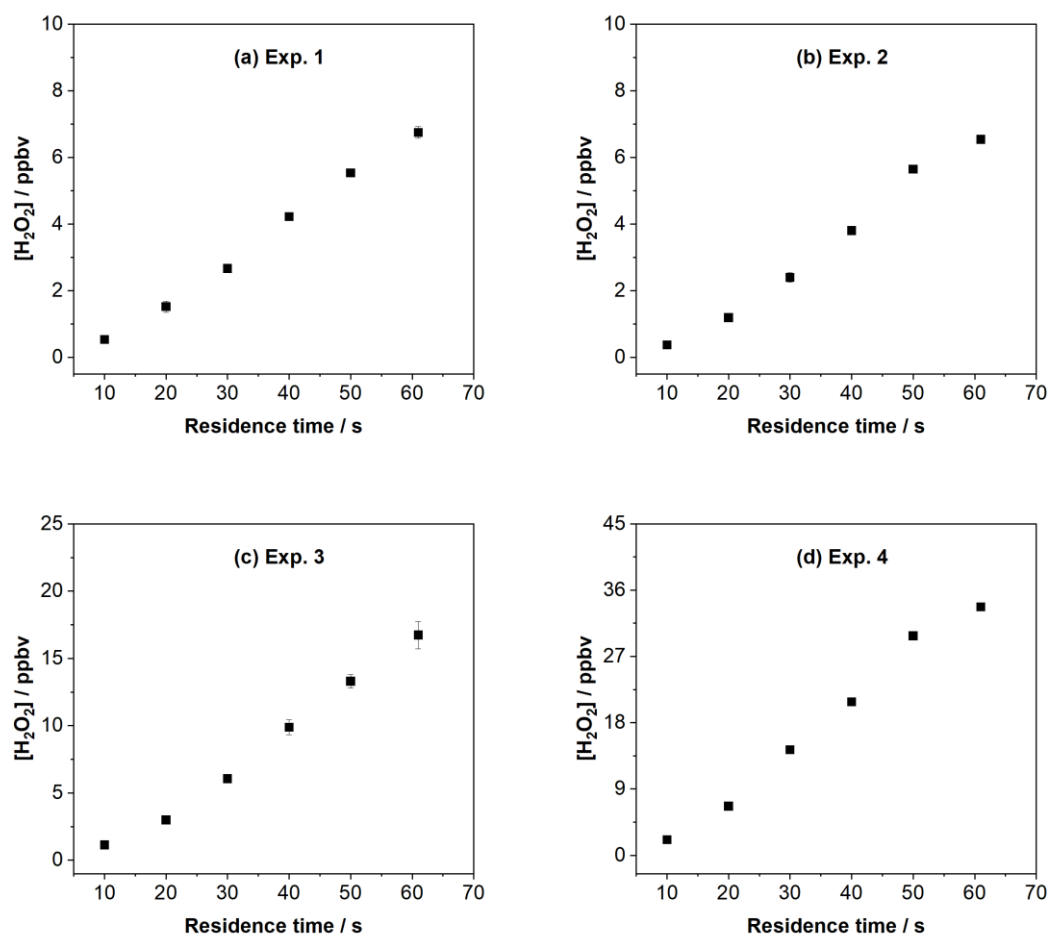 (a) Exp. 1
[H₂O₂] / ppbv
10
8
6
4
2
0
10 20 30 40 50 60 70
Residence time / s
(b) Exp. 2
[H₂O₂] / ppbv
10
8
6
4
2
0
10 20 30 40 50 60 70
Residence time / s
(c) Exp. 3
[H₂O₂] / ppbv
25
20
15
10
5
0
10 20 30 40 50 60 70
Residence time / s
(d) Exp. 4
[H₂O₂] / ppbv
45
36
27
18
9
0
10 20 30 40 50 60 70
Residence time / s